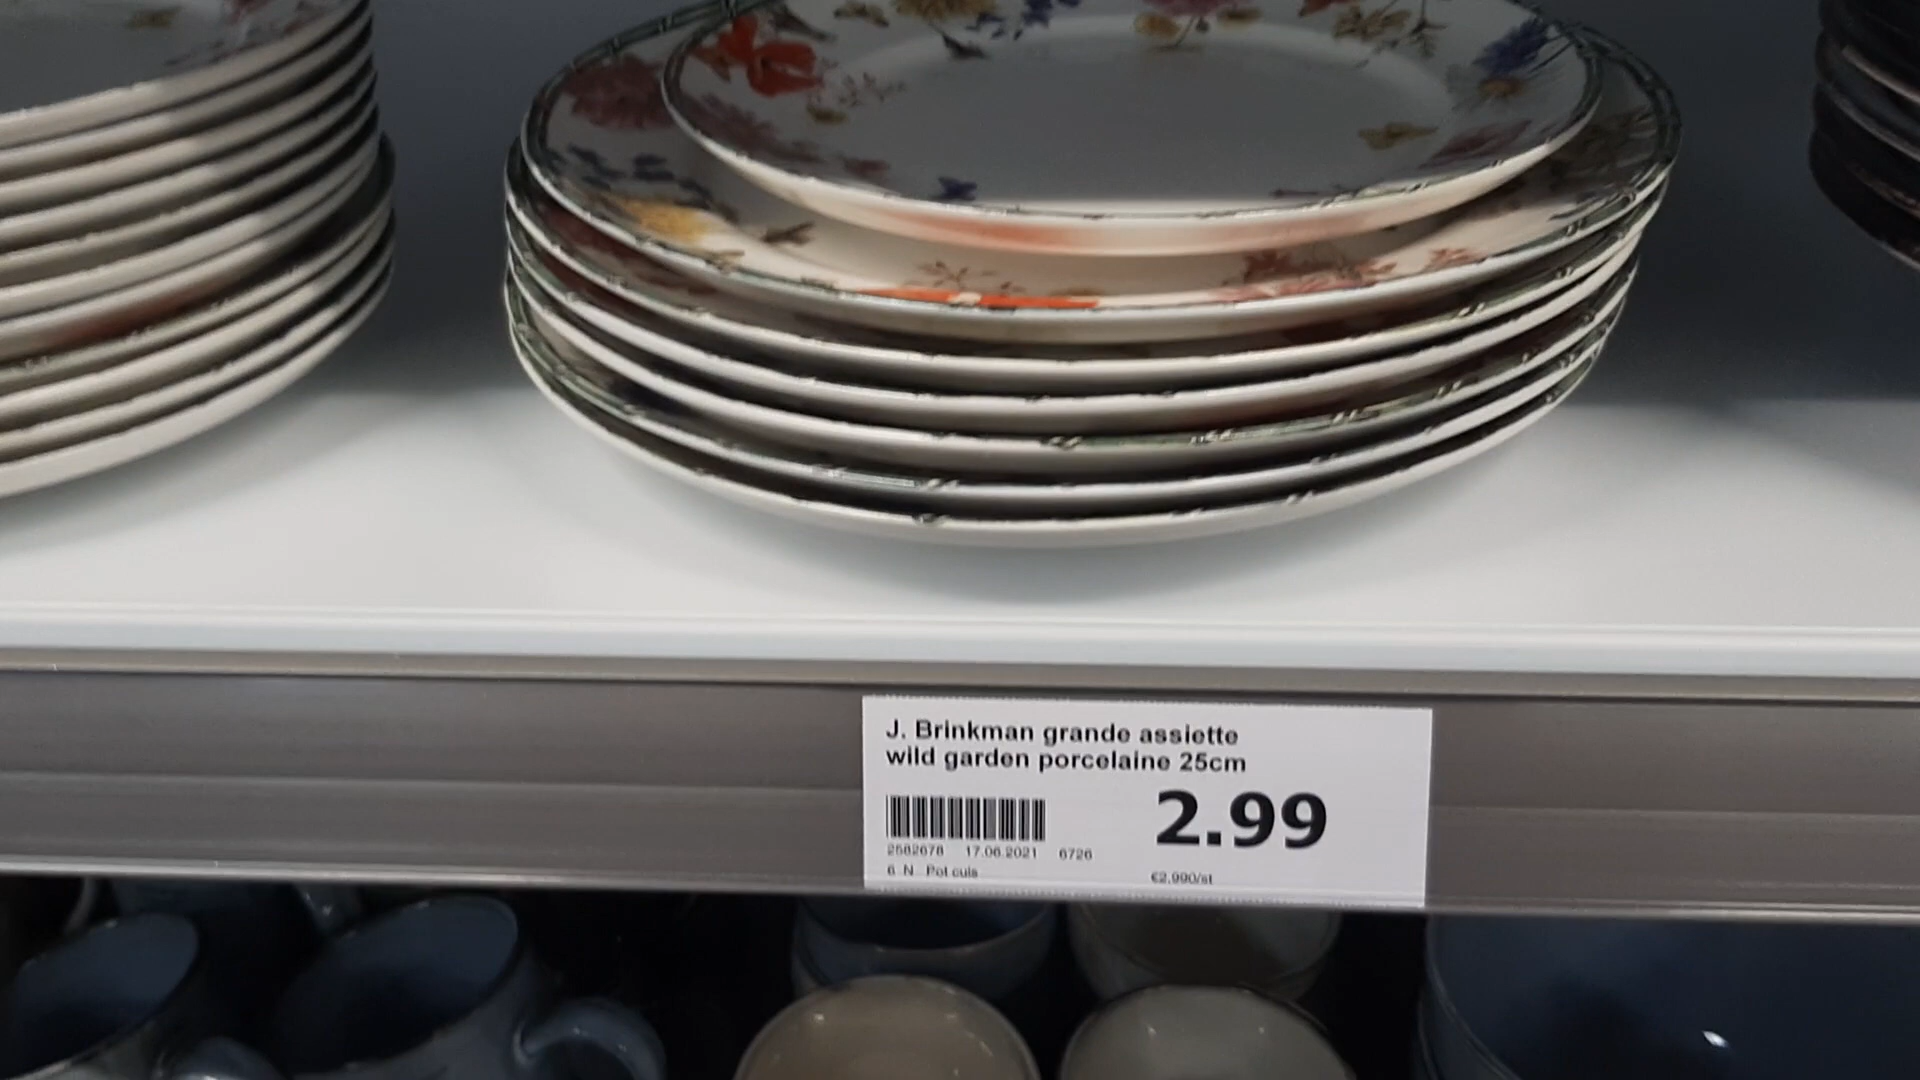 J. Brinkman grande assiette
wild garden porcelaine 25cm
2.99
2582678 17.06.2021 6726
6 N Pot cuis
€2.990/st